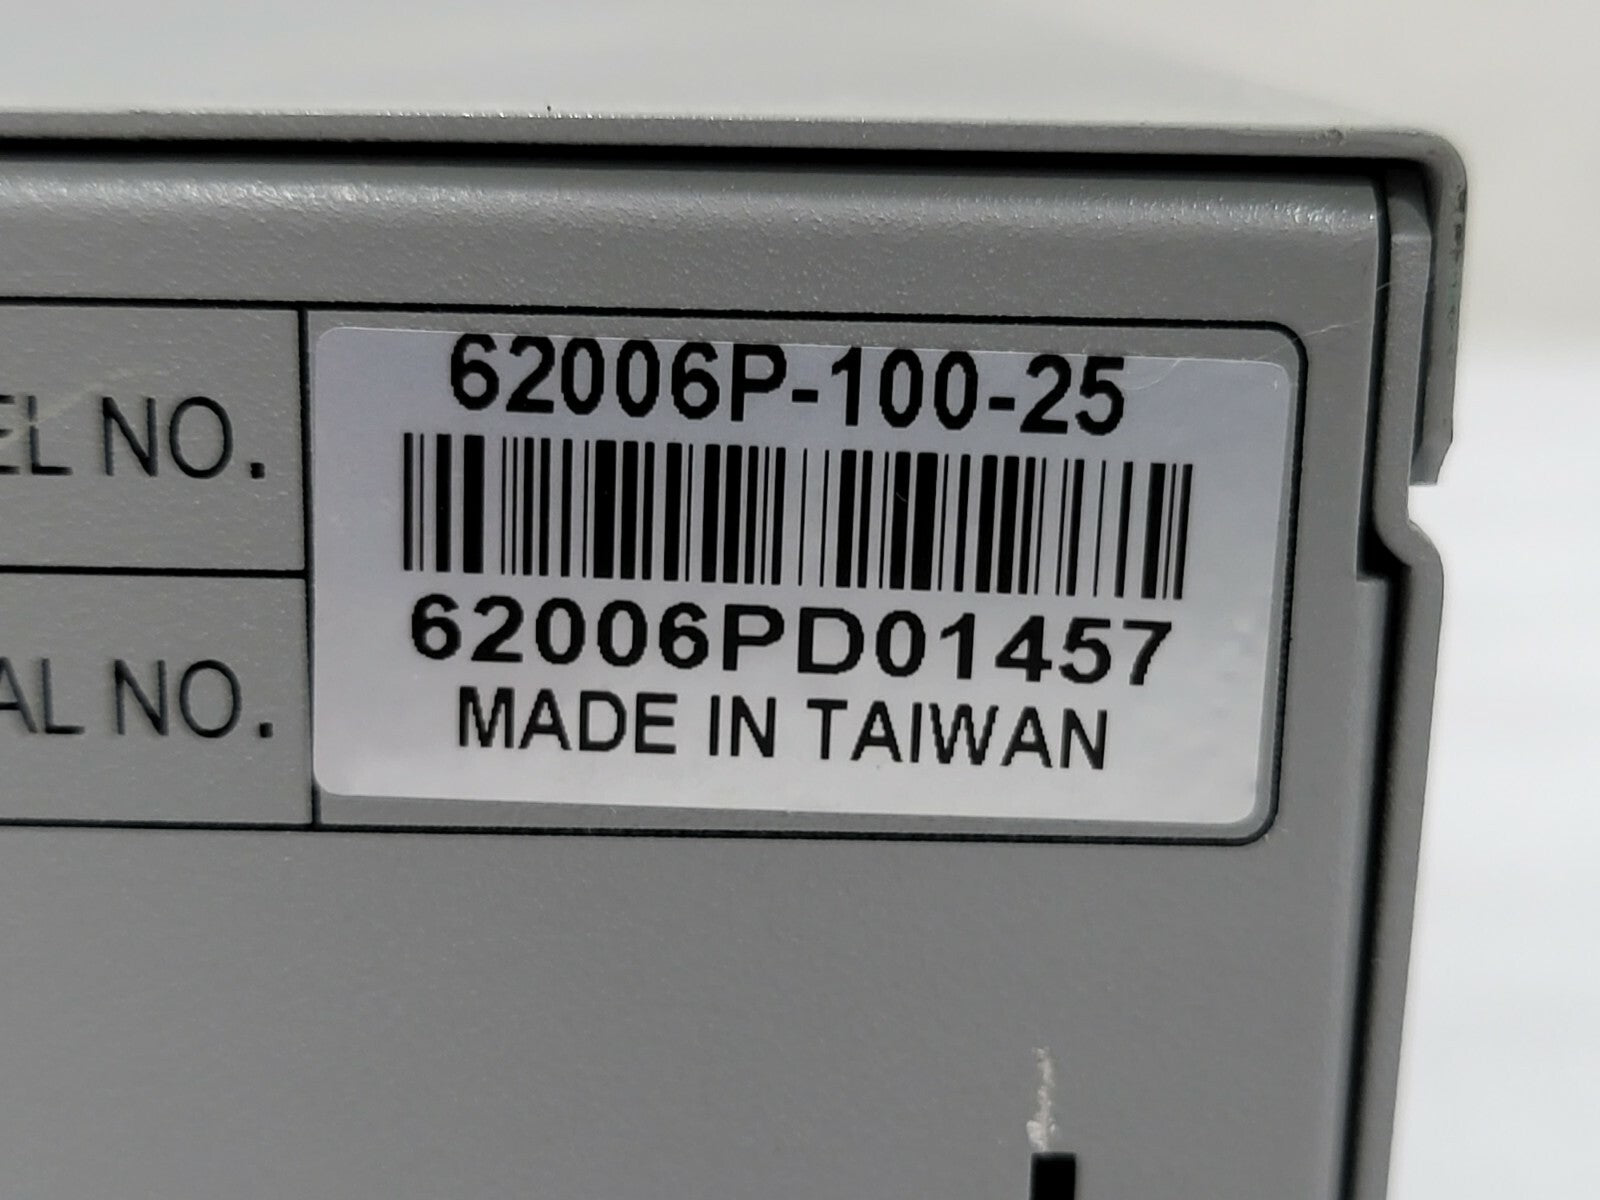 62006P-100-25
EL NO.
62006PD01457
AL NO.
MADE IN TAIWAN